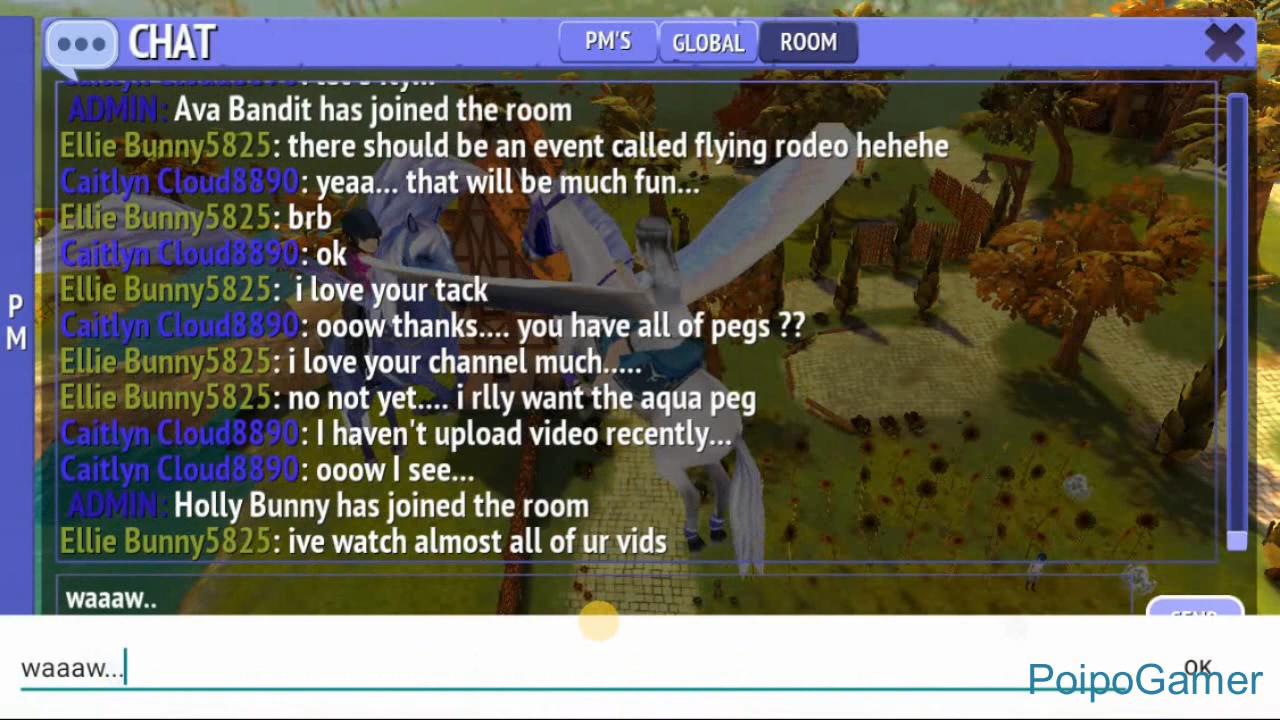 CHAT
PM'S
GLOBAL
ROOM
ADMIN: Ava Bandit has joined the room
Ellie Bunny5825: there should be an event called flying rodeo hehehe
Caitlyn Cloud8890: yeaa... that will be much fun...
Ellie Bunny5825: brb
Caitlyn Cloud8890: ok
Ellie Bunny5825: i love your tack
Caitlyn Cloud8890: ooow thanks.... you have all of pegs ??
Ellie Bunny5825: i love your channel much.....
Ellie Bunny5825: no not yet.... i rlly want the aqua peg
Caitlyn Cloud8890: I haven't upload video recently...
Caitlyn Cloud8890: ooow I see...
ADMIN: Holly Bunny has joined the room
Ellie Bunny5825: ive watch almost all of ur vids
PM
waaaw..
waaaw...
OK
PoipoGamer